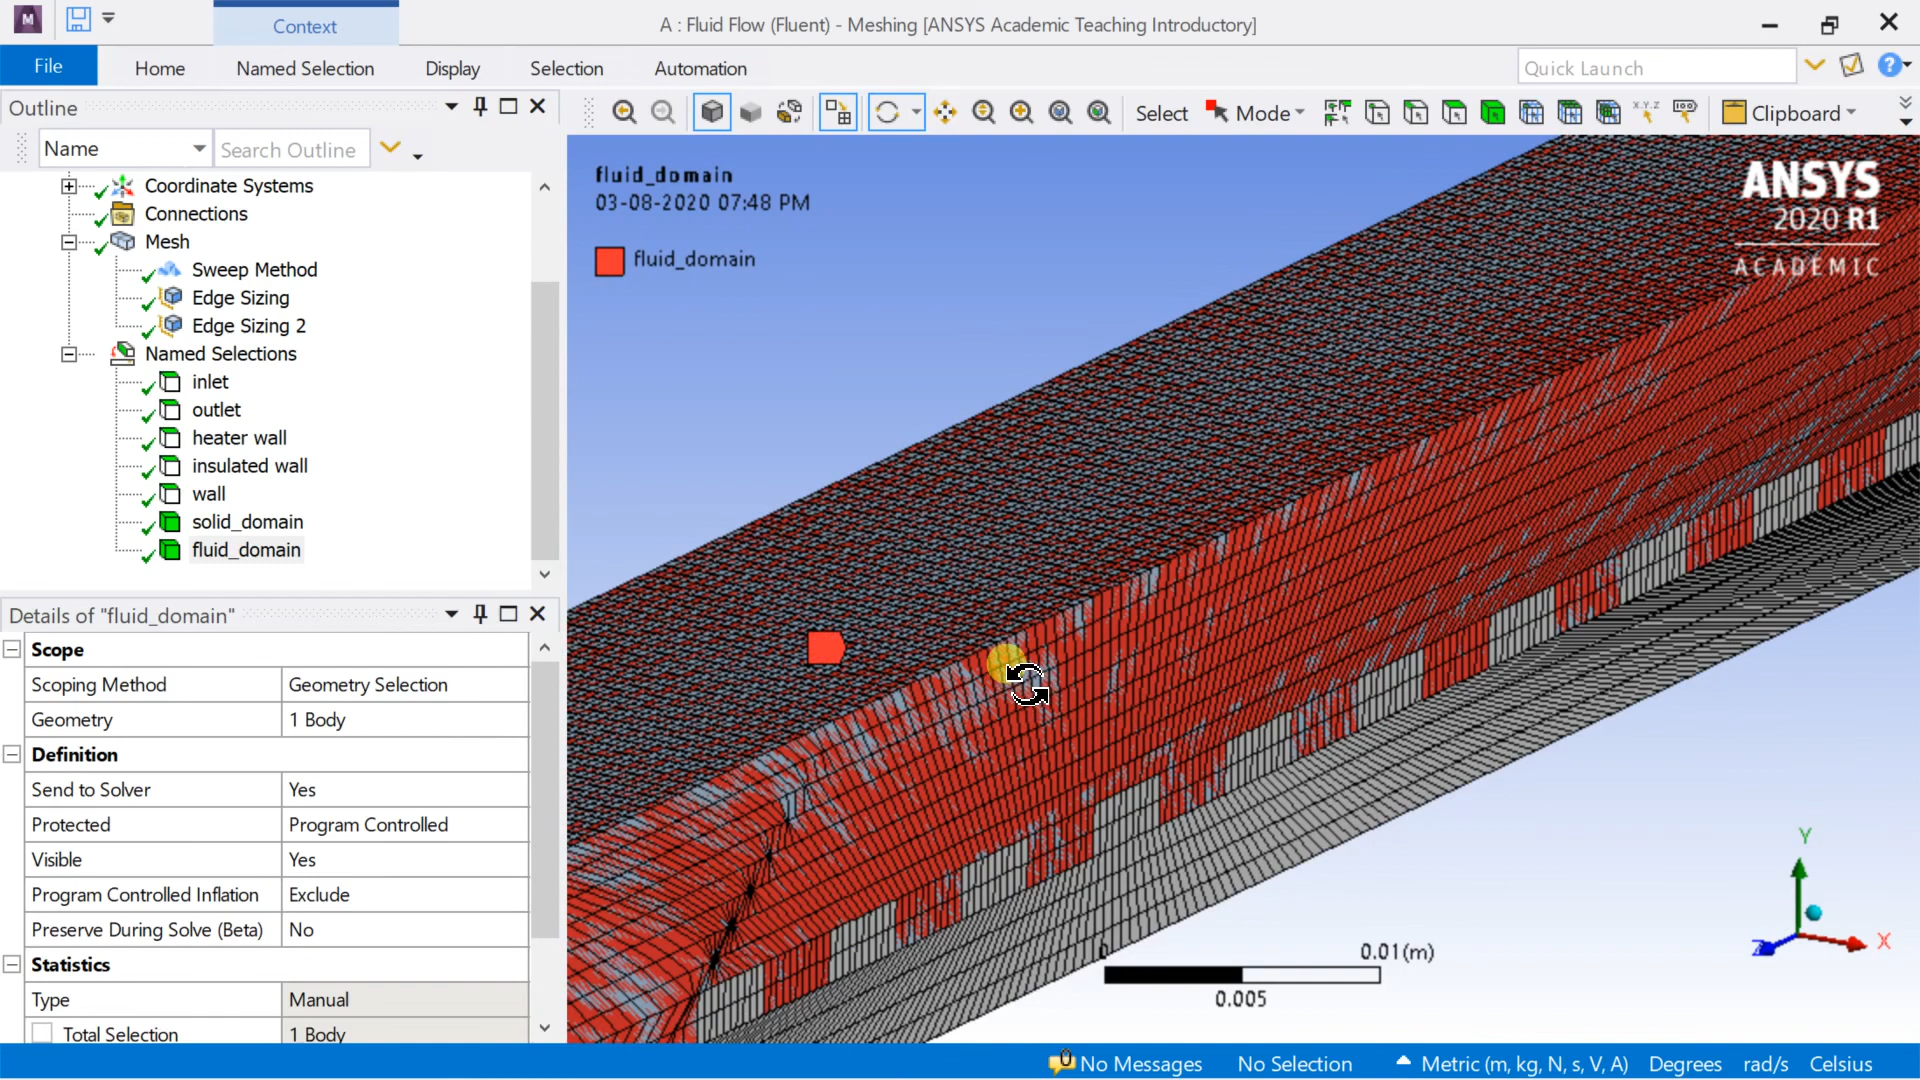 M
Context
A : Fluid Flow (Fluent) - Meshing [ANSYS Academic Teaching Introductory]
File
Home
Named Selection
Display
Selection
Automation
Quick Launch
Outline
Select
Mode
X,Y,Z
Clipboard
Name
Search Outline
Coordinate Systems
Connections
Mesh
Sweep Method
Edge Sizing
Edge Sizing 2
Named Selections
inlet
outlet
heater wall
insulated wall
wall
solid_domain
fluid_domain
fluid_domain
03-08-2020 07:48 PM
fluid_domain
ANSYS
2020 R1
ACADEMIC
Details of "fluid_domain"
Scope
Scoping Method Geometry Selection
Geometry 1 Body
Definition
Send to Solver Yes
Protected Program Controlled
Visible Yes
Program Controlled Inflation Exclude
Preserve During Solve (Beta) No
Statistics
Type Manual
Total Selection 1 Body
0
0.01(m)
0.005
Y
X
Z
0 No Messages
No Selection
Metric (m, kg, N, s, V, A)
Degrees
rad/s
Celsius